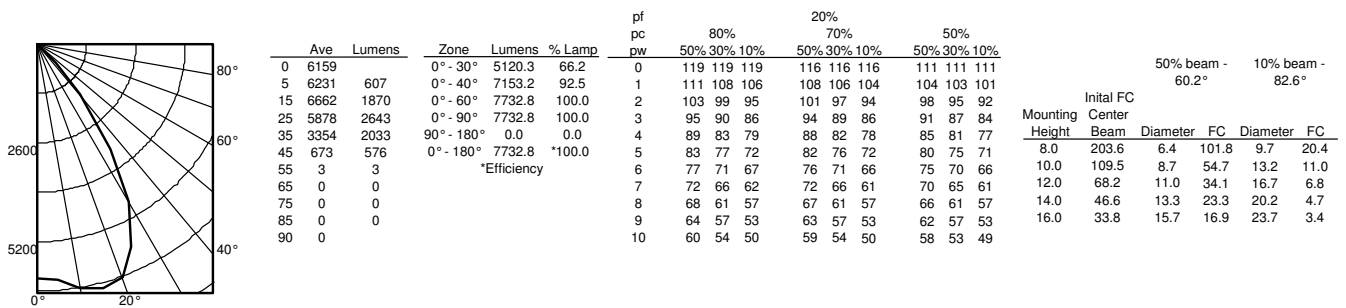 80°
60°
40°
20°
0°
2600
5200
Ave Lumens
0 6159
5 6231 607
15 6662 1870
25 5878 2643
35 3354 2033
45 673 576
55 3 3
65 0 0
75 0 0
85 0 0
90 0
Zone Lumens % Lamp
0° - 30° 5120.3 66.2
0° - 40° 7153.2 92.5
0° - 60° 7732.8 100.0
0° - 90° 7732.8 100.0
90° - 180° 0.0 0.0
0° - 180° 7732.8 *100.0
*Efficiency
pf 20%
pc 80% 70% 50%
pw 50% 30% 10% 50% 30% 10% 50% 30% 10%
0 119 119 119 116 116 116 111 111 111
1 111 108 106 108 106 104 104 103 101
2 103 99 95 101 97 94 98 95 92
3 95 90 86 94 89 86 91 87 84
4 89 83 79 88 82 78 85 81 77
5 83 77 72 82 76 72 80 75 71
6 77 71 67 76 71 66 75 70 66
7 72 66 62 72 66 61 70 65 61
8 68 61 57 67 61 57 66 61 57
9 64 57 53 63 57 53 62 57 53
10 60 54 50 59 54 50 58 53 49
50% beam - 10% beam -
60.2° 82.6°
Inital FC
Mounting Center
Height Beam Diameter FC Diameter FC
8.0 203.6 6.4 101.8 9.7 20.4
10.0 109.5 8.7 54.7 13.2 11.0
12.0 68.2 11.0 34.1 16.7 6.8
14.0 46.6 13.3 23.3 20.2 4.7
16.0 33.8 15.7 16.9 23.7 3.4